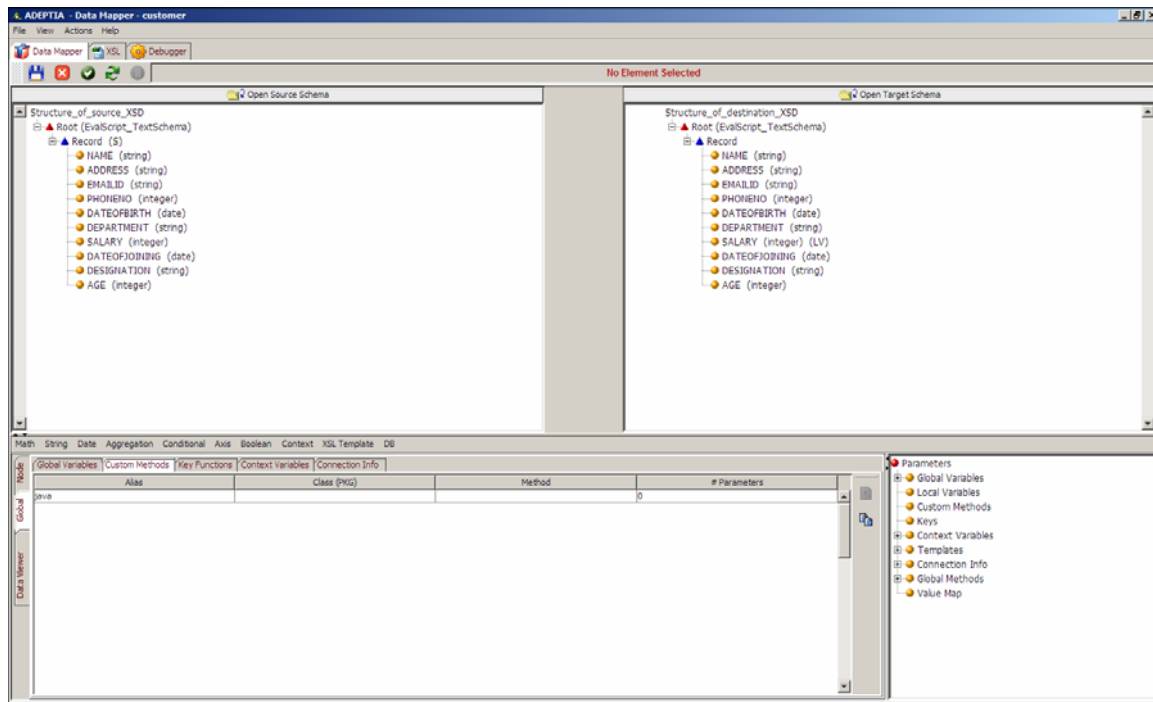 ADEPTIA - Data Mapper - customer
File View Actions Help
Data Mapper XSL Debugger
No Element Selected
Open Source Schema
Open Target Schema
Structure_of_source_XSD
Root (EvalScript_TextSchema)
Record ($)
NAME (string)
ADDRESS (string)
EMAILID (string)
PHONENO (integer)
DATEOFBIRTH (date)
DEPARTMENT (string)
SALARY (integer)
DATEOFJOINING (date)
DESIGNATION (string)
AGE (integer)
Structure_of_destination_XSD
Root (EvalScript_TextSchema)
Record
NAME (string)
ADDRESS (string)
EMAILID (string)
PHONENO (integer)
DATEOFBIRTH (date)
DEPARTMENT (string)
SALARY (integer) (LV)
DATEOFJOINING (date)
DESIGNATION (string)
AGE (integer)
Math String Date Aggregation Conditional Axis Boolean Context XSL Template DB
Node
Global
Data Viewer
Global Variables Custom Methods Key Functions Context Variables Connection Info
Alias Class (PKG) Method # Parameters
java 0
Parameters
Global Variables
Local Variables
Custom Methods
Keys
Context Variables
Templates
Connection Info
Global Methods
Value Map